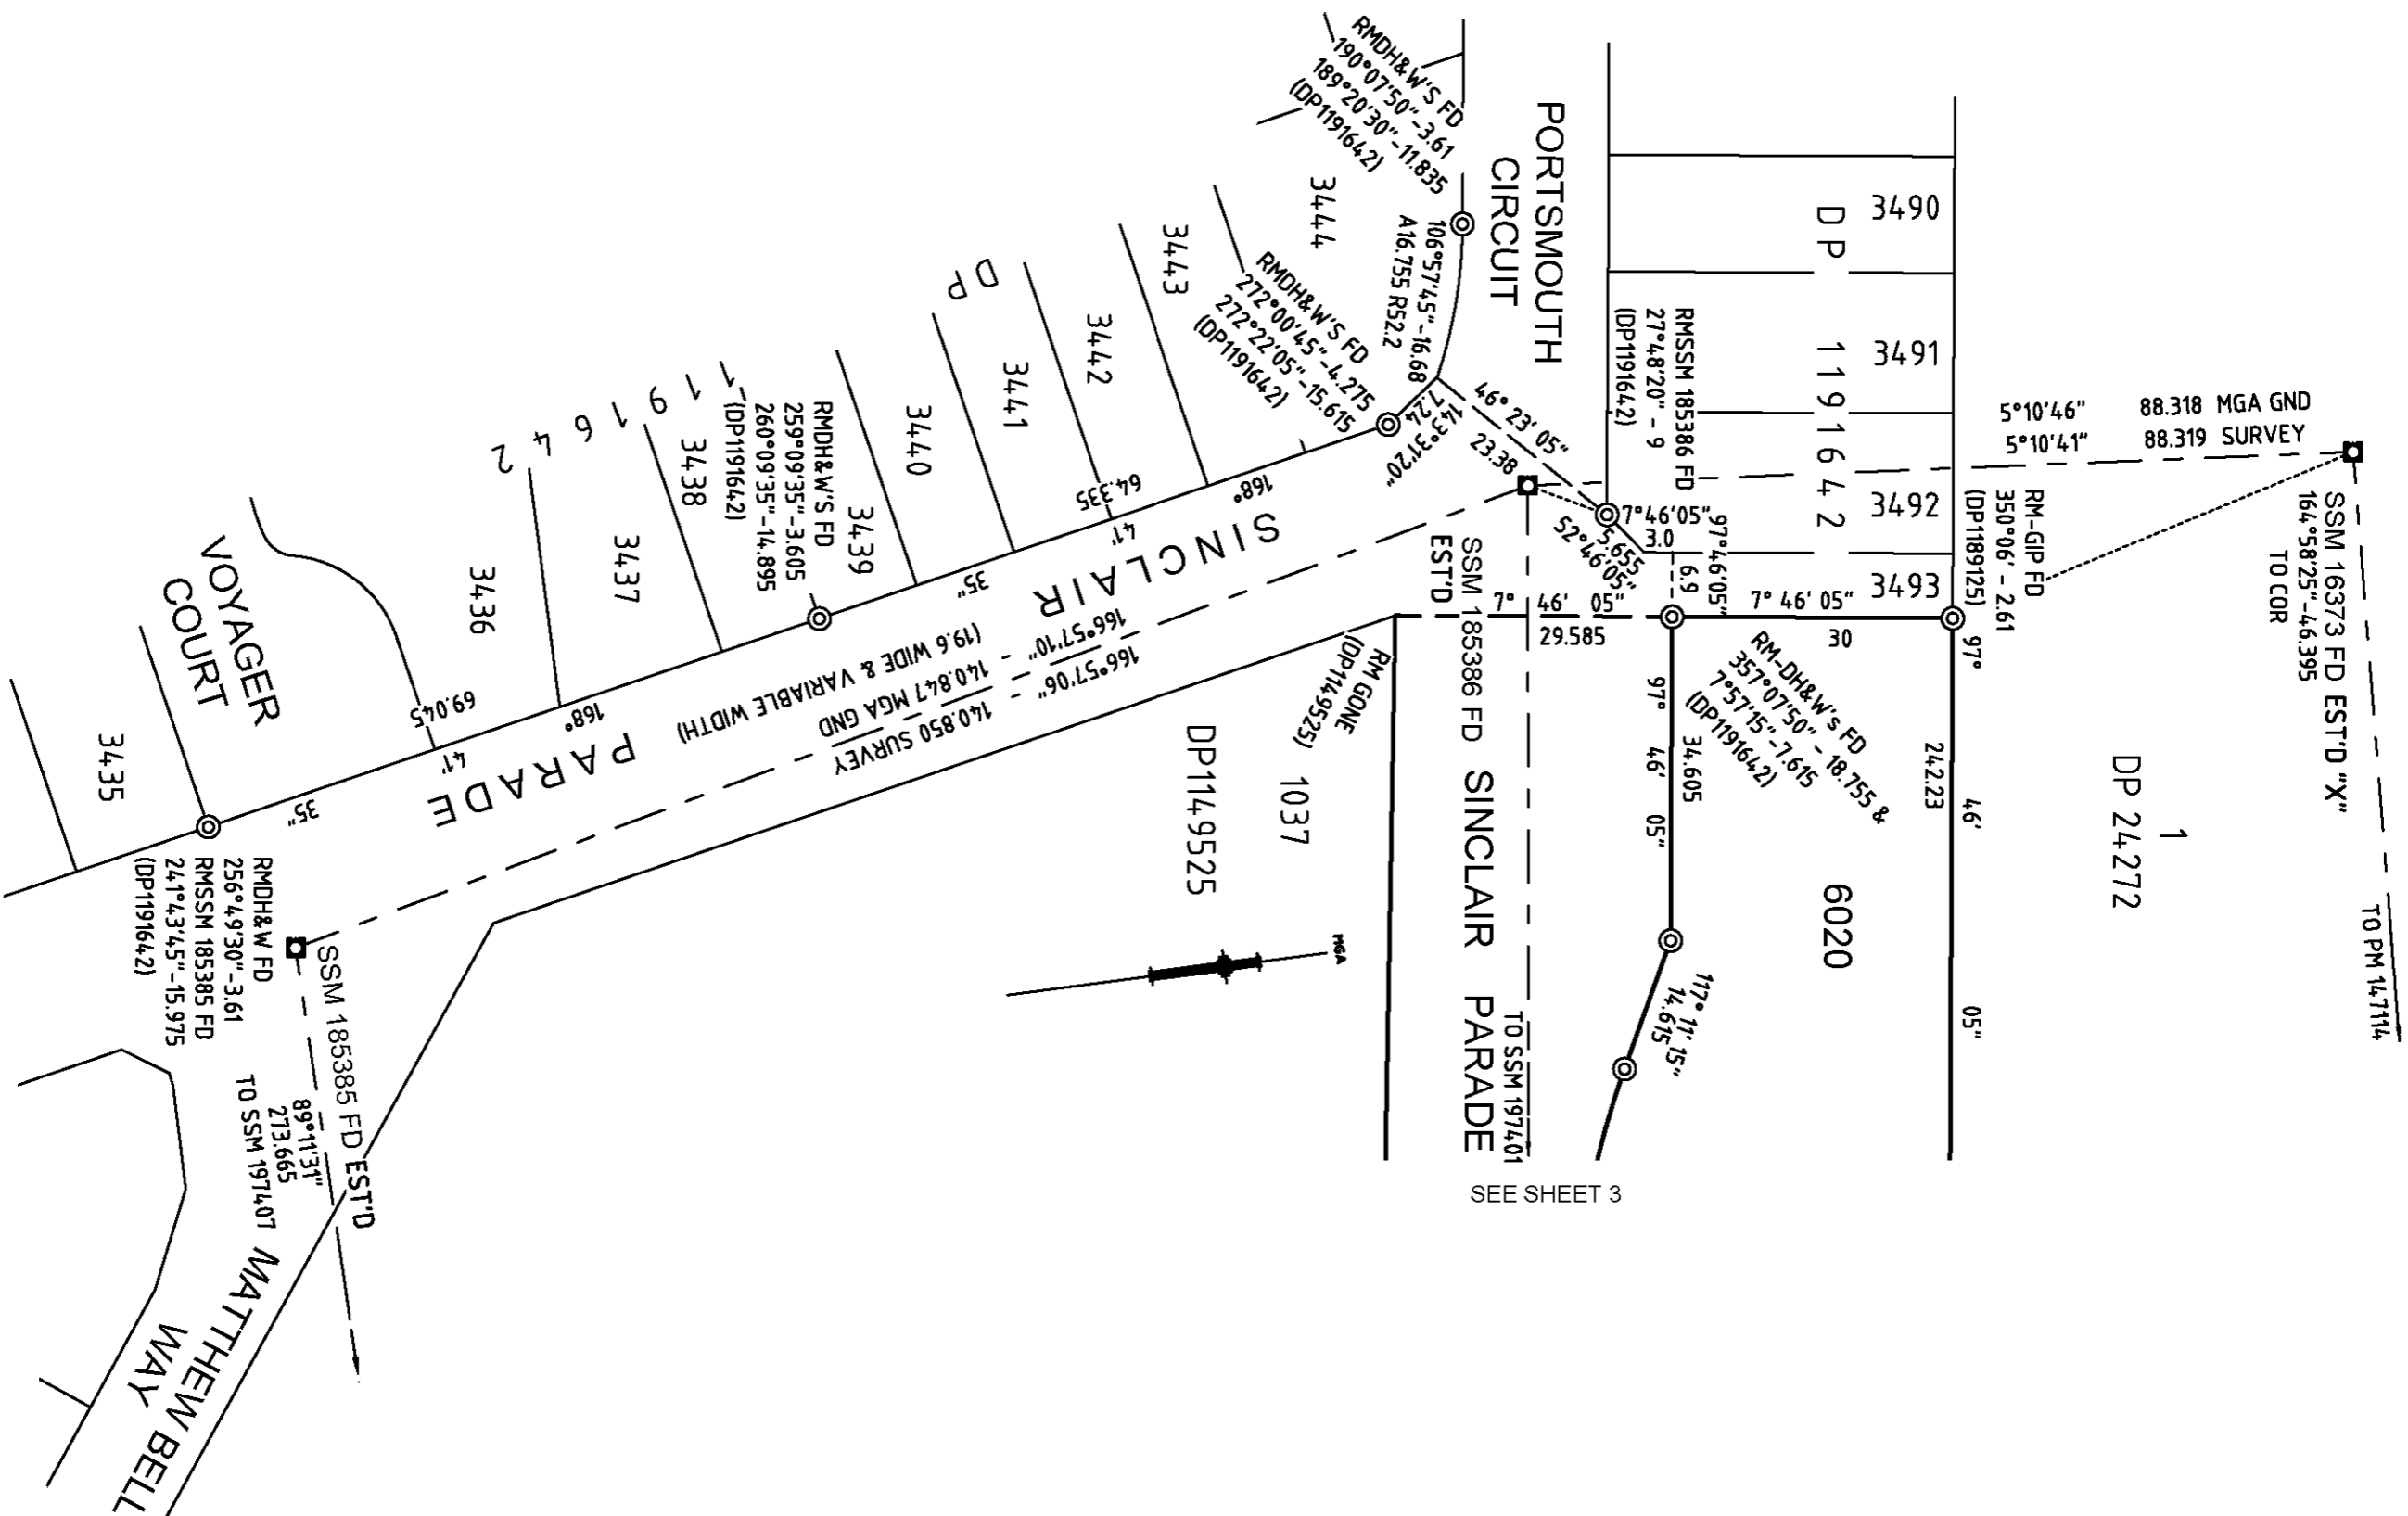 RMDH&W'S FD
190°07'50"-3.61
189°20'30"-11.835
(DP1191642)
PORTSMOUTH
CIRCUIT
3490
DP
3491
1191642
3492
3493
3444
106°57'45"-16.68
A16.755 R52.2
3443
RMDH&W'S FD
272°00'45"-4.275
272°22'05"-15.615
(DP1191642)
143°31'20"
7.24
46° 23' 05"
23.38
RMSSM 185386 FD
27°48'20" - 9
(DP1191642)
5°10'46" 88.318 MGA GND
5°10'41" 88.319 SURVEY
SSM 16373 FD EST'D "X"
164°58'25"-46.395
TO COR
RM-GIP FD
350°06' - 2.61
(DP1189125)
TO PM 147114
7°46'05"
3.0
97°46'05"
6.9
5.655
52°46'05"
7° 46' 05"
29.585
7° 46' 05"
30
RM-DH&W's FD
357°07'50" - 18.755 &
7°57'15"-7.615
(DP1191642)
97° 46' 05"
242.23
97° 46' 05"
34.605
117° 11' 15"
14.615
6020
1
DP 24272
SSM 185386 FD
EST'D
SINCLAIR PARADE
TO SSM 197401
SEE SHEET 3
RM GONE
(DP1149525)
1037
DP1149525
MGA
DP
1191642
3442
3441
3440
3439
3438
3437
3436
3435
RMDH&W'S FD
259°09'35"-3.605
260°09'35"-14.895
(DP1191642)
168° 41' 35"
64.335
168° 41' 35"
69.045
SINCLAIR PARADE
(19.6 WIDE & VARIABLE WIDTH)
166°57'10" - 140.847 MGA GND
166°57'06" - 140.850 SURVEY
VOYAGER
COURT
RMDH&W FD
256°49'30"-3.61
RMSSM 185385 FD
241°43'45"-15.975
(DP1191642)
SSM 185385 FD EST'D
89°11'31"
273.665
TO SSM 197407
MATTHEW BELL
WAY